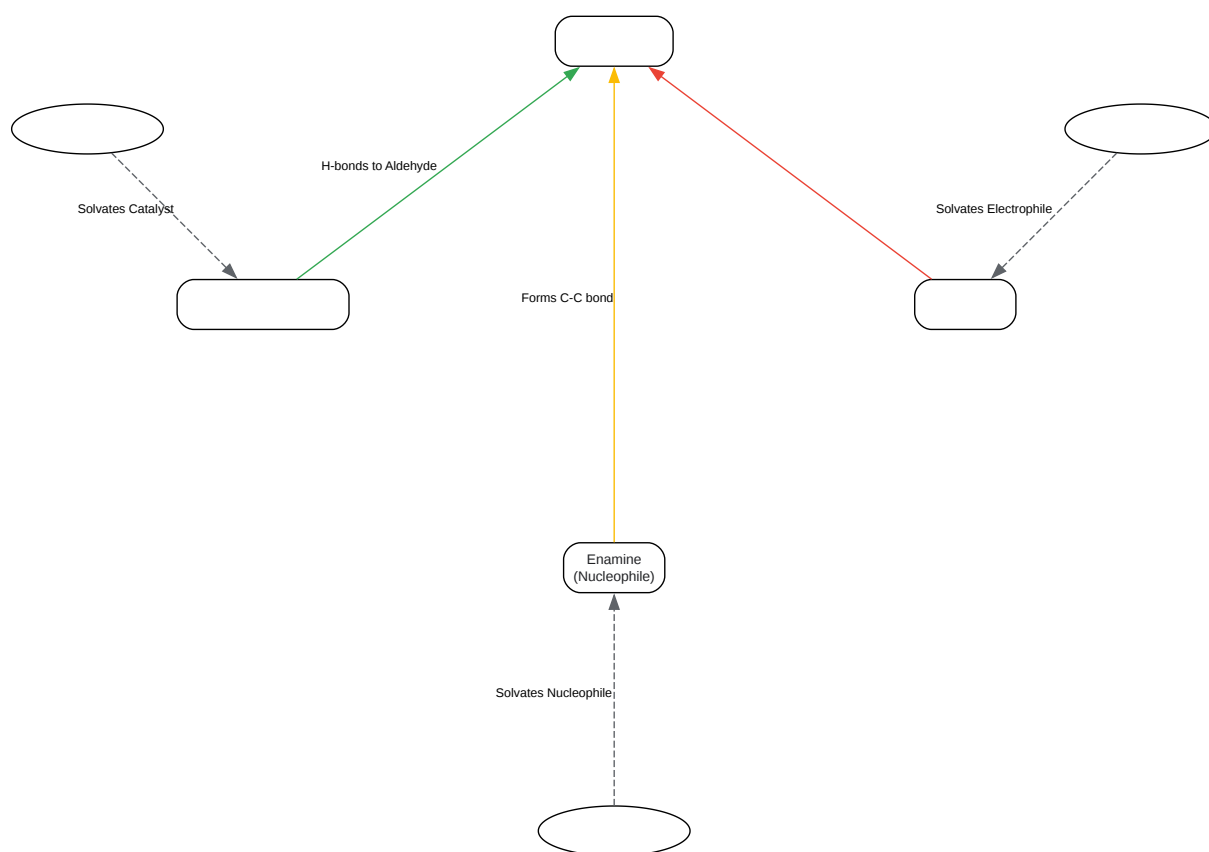 H-bonds to Aldehyde
Solvates Catalyst
Solvates Electrophile
Forms C-C bond
Enamine
(Nucleophile)
Solvates Nucleophile